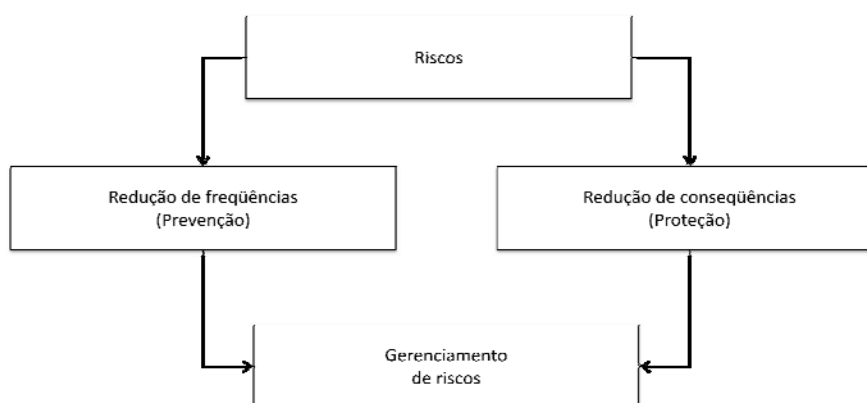 Riscos
Redução de freqüências
(Prevenção)
Redução de conseqüências
(Proteção)
Gerenciamento
de riscos